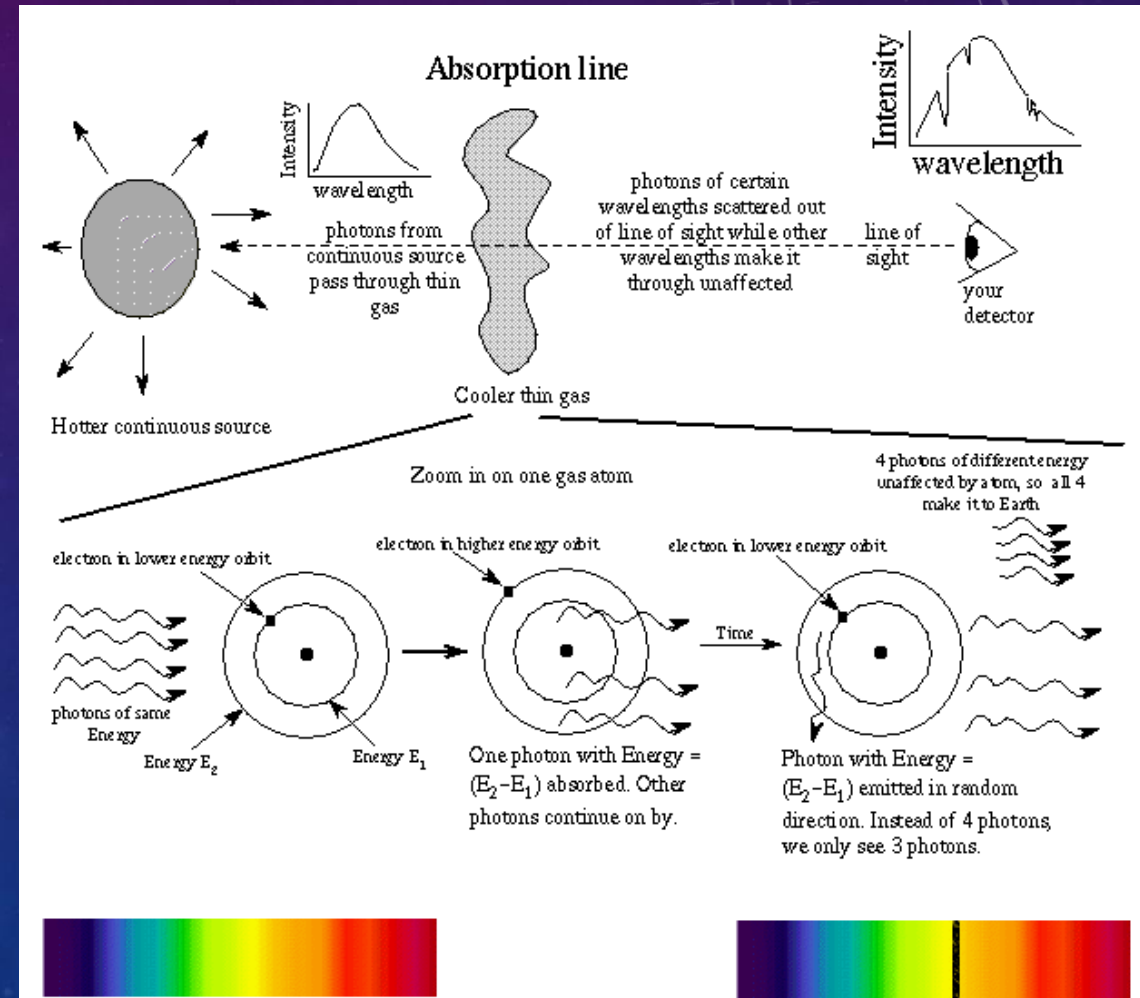 Absorption line
Intensity
wavelength
Intensity
wavelength
photons from
continuous source
pass through thin
gas
photons of certain
wavelengths scattered out
of line of sight while other
wavelengths make it
through unaffected
line of
sight
your
detector
Cooler thin gas
Hotter continuous source
Zoom in on one gas atom
4 photons of different energy
unaffected by atom, so all 4
make it to Earth
electron in lower energy orbit
electron in higher energy orbit
electron in lower energy orbit
Time
photons of same
Energy
Energy E₂
Energy E₁
One photon with Energy =
(E₂−E₁) absorbed. Other
photons continue on by.
Photon with Energy =
(E₂−E₁) emitted in random
direction. Instead of 4 photons,
we only see 3 photons.